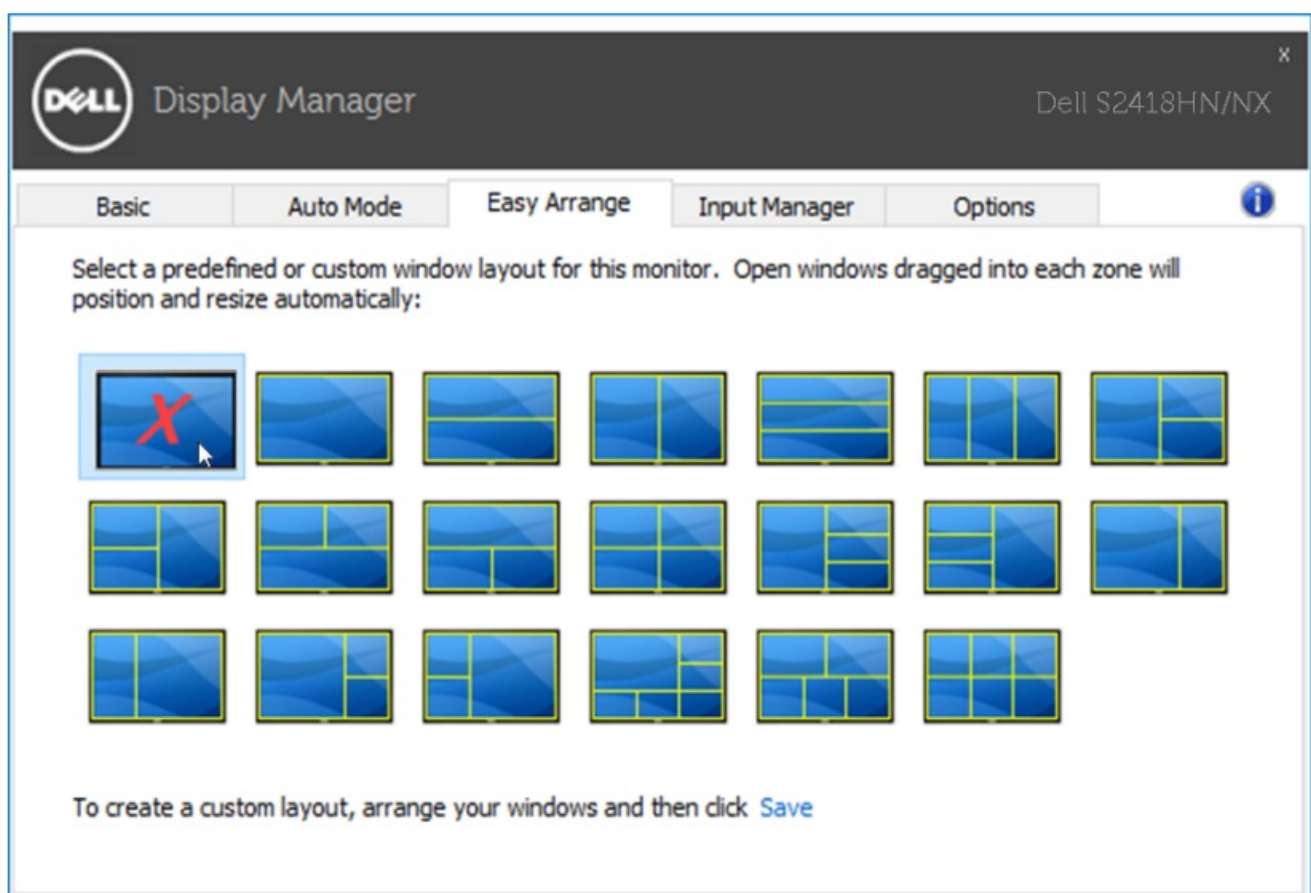 x
DELL Display Manager
Dell S2418HN/NX
Basic
Auto Mode
Easy Arrange
Input Manager
Options
i
Select a predefined or custom window layout for this monitor. Open windows dragged into each zone will
position and resize automatically:
X
To create a custom layout, arrange your windows and then click Save